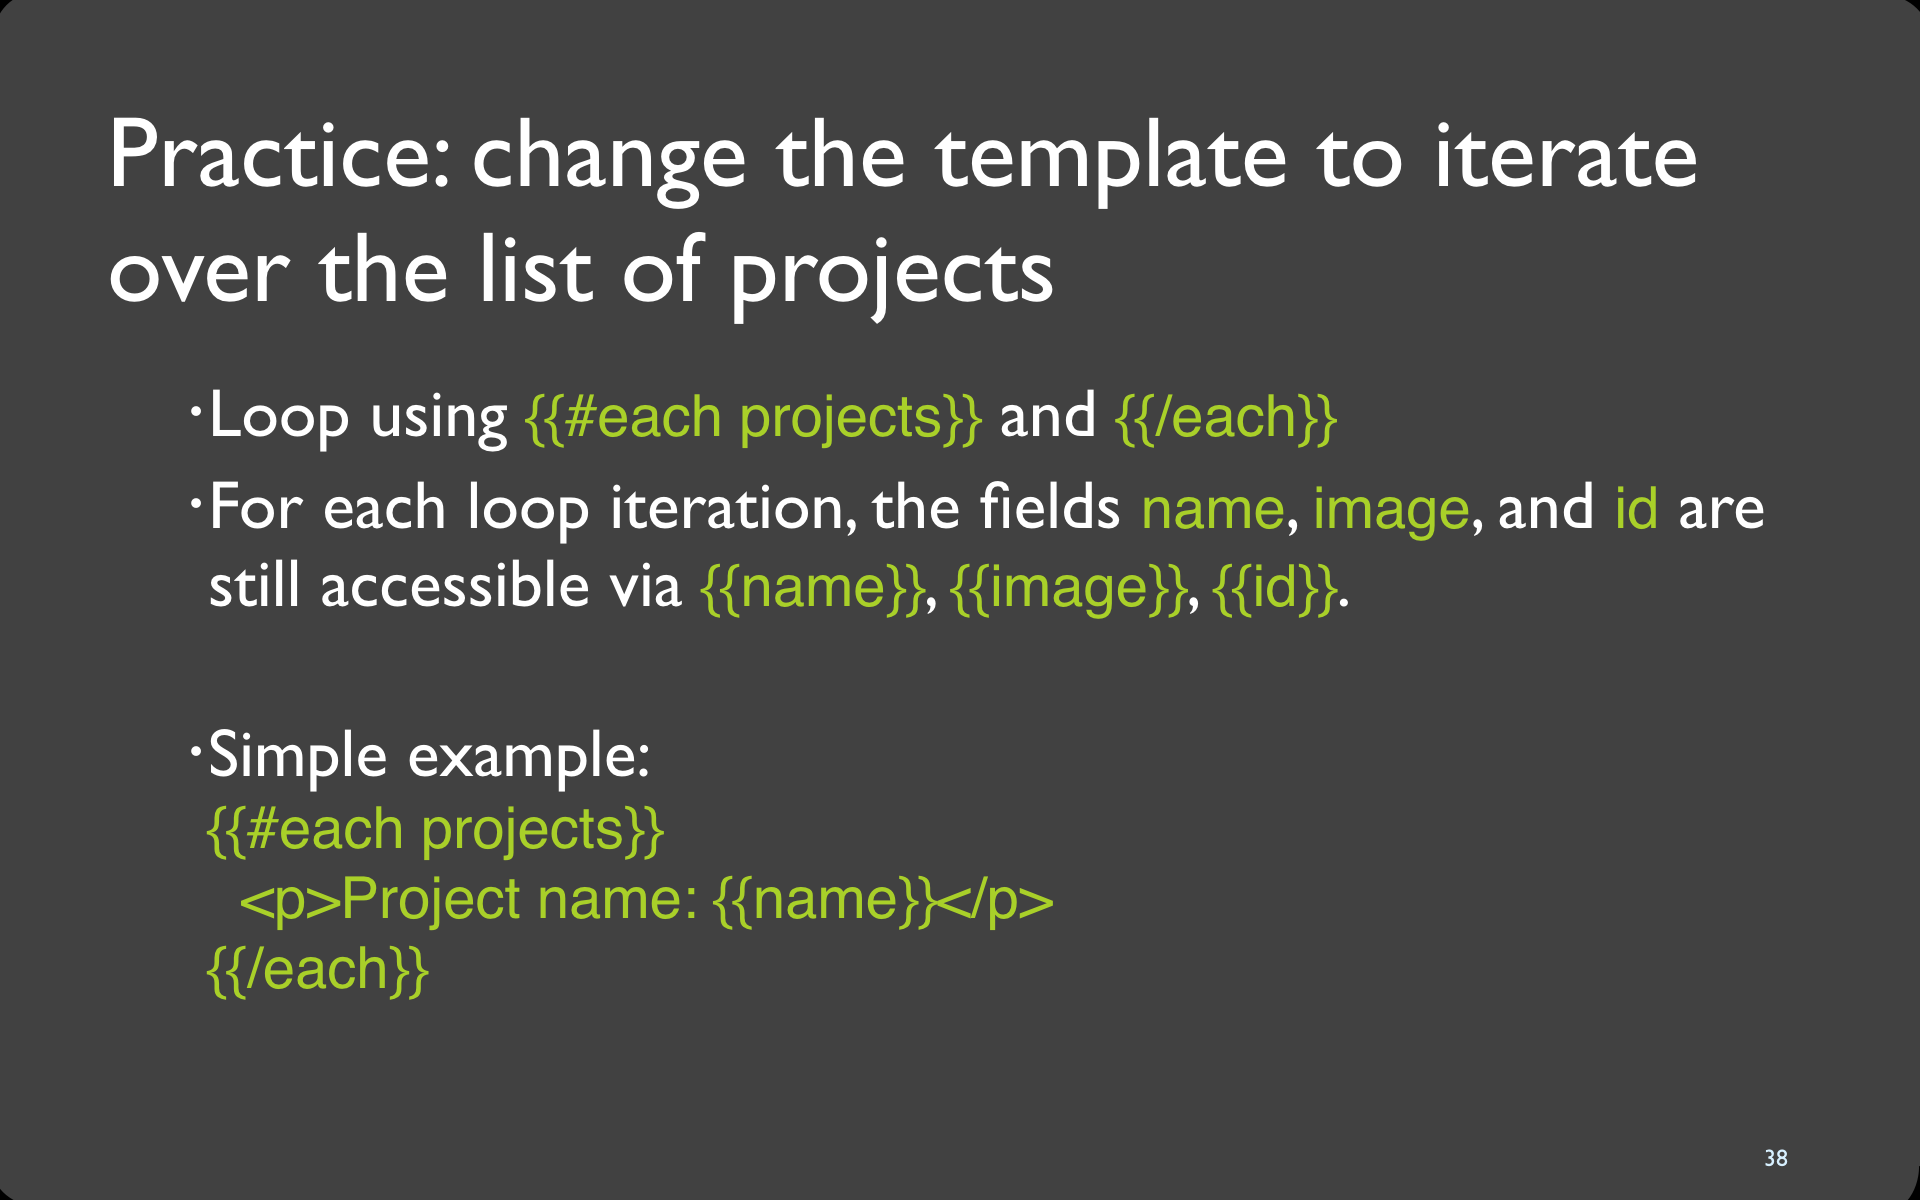 Practice: change the template to iterate
over the list of projects
·Loop using {{#each projects}} and {{/each}}
·For each loop iteration, the fields name, image, and id are
still accessible via {{name}}, {{image}}, {{id}}.
·Simple example:
{{#each projects}}
<p>Project name: {{name}}</p>
{{/each}}
38